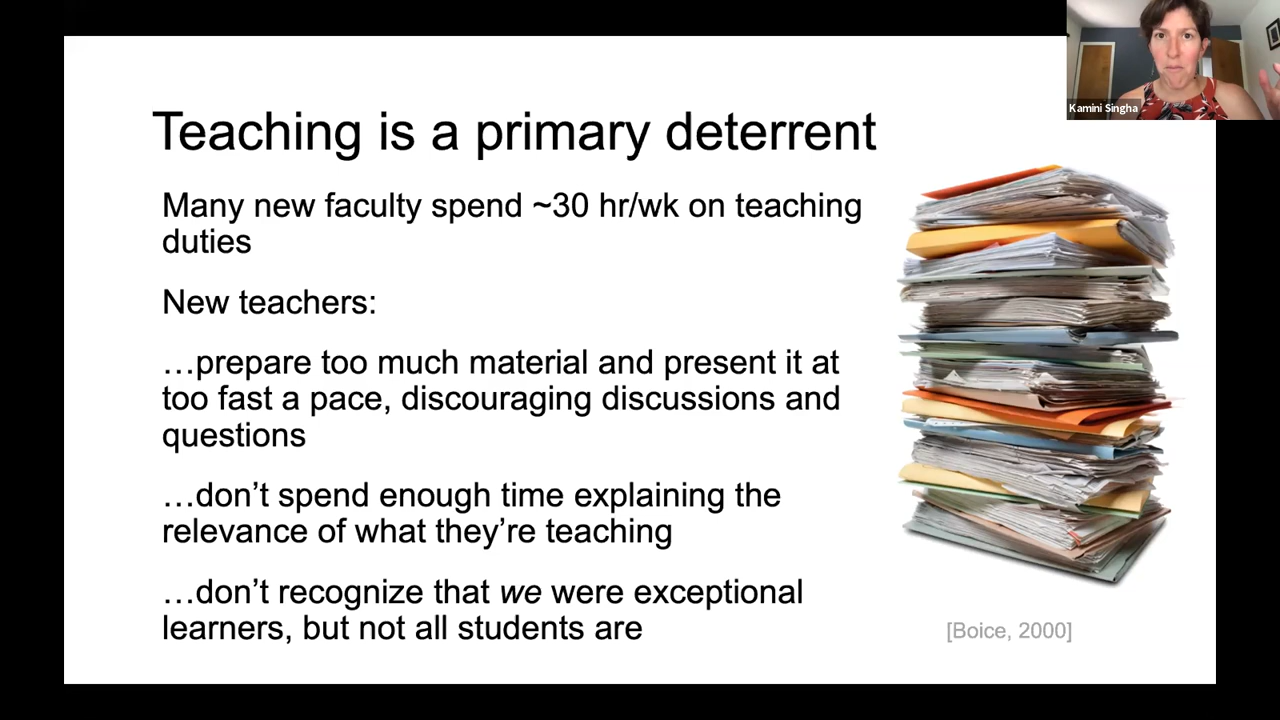 Kamini Singha
Teaching is a primary deterrent
Many new faculty spend ~30 hr/wk on teaching
duties
New teachers:
…prepare too much material and present it at
too fast a pace, discouraging discussions and
questions
…don’t spend enough time explaining the
relevance of what they’re teaching
…don’t recognize that we were exceptional
learners, but not all students are
[Boice, 2000]